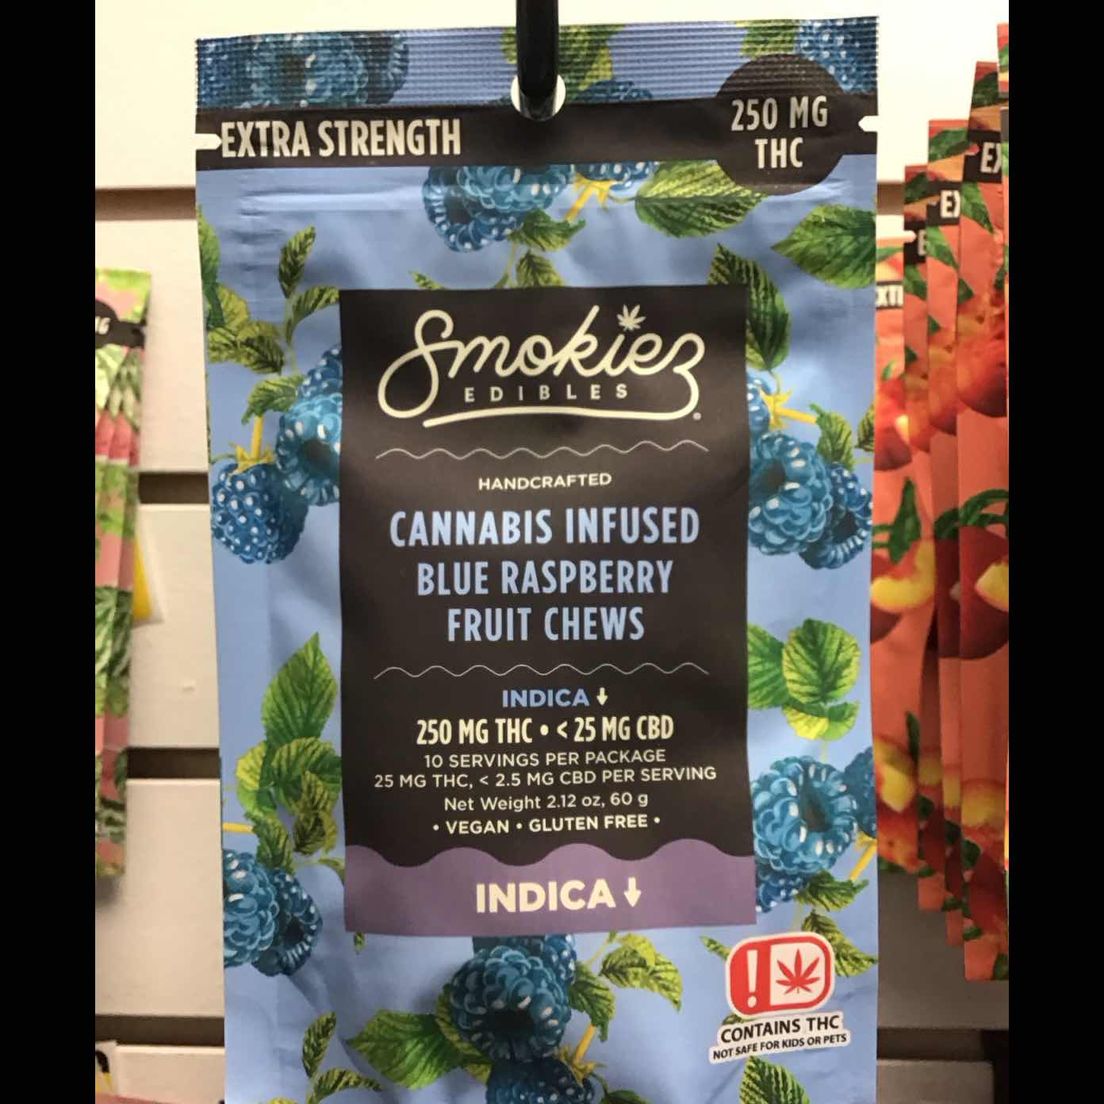 EXTRA STRENGTH
250 MG
THC
Smokiez
EDIBLES
HANDCRAFTED
CANNABIS INFUSED
BLUE RASPBERRY
FRUIT CHEWS
INDICA ↓
250 MG THC • < 25 MG CBD
10 SERVINGS PER PACKAGE
25 MG THC, < 2.5 MG CBD PER SERVING
Net Weight 2.12 oz, 60 g
• VEGAN • GLUTEN FREE •
INDICA ↓
!
CONTAINS THC
NOT SAFE FOR KIDS OR PETS